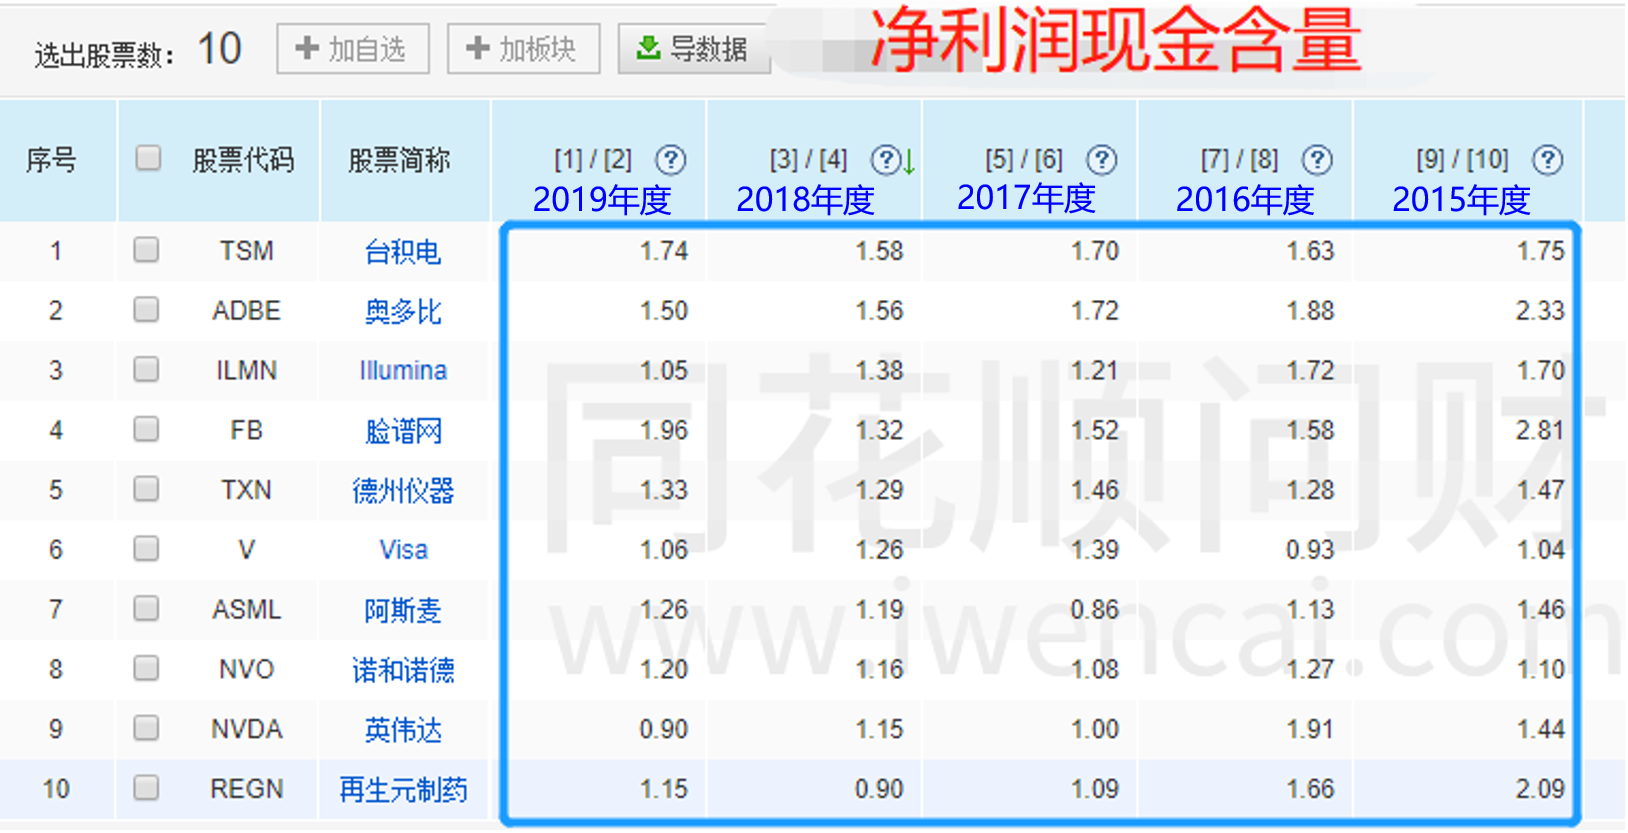 净利润现金含量
选出股票数： 10 加自选 加板块 导数据
序号 股票代码 股票简称 [1] / [2] ? [3] / [4] ?↓ [5] / [6] ? [7] / [8] ? [9] / [10] ?
2019年度 2018年度 2017年度 2016年度 2015年度
1 TSM 台积电 1.74 1.58 1.70 1.63 1.75
2 ADBE 奥多比 1.50 1.56 1.72 1.88 2.33
3 ILMN Illumina 1.05 1.38 1.21 1.72 1.70
4 FB 脸谱网 1.96 1.32 1.52 1.58 2.81
5 TXN 德州仪器 1.33 1.29 1.46 1.28 1.47
6 V Visa 1.06 1.26 1.39 0.93 1.04
7 ASML 阿斯麦 1.26 1.19 0.86 1.13 1.46
8 NVO 诺和诺德 1.20 1.16 1.08 1.27 1.10
9 NVDA 英伟达 0.90 1.15 1.00 1.91 1.44
10 REGN 再生元制药 1.15 0.90 1.09 1.66 2.09
同花顺问财
www.iwencai.com